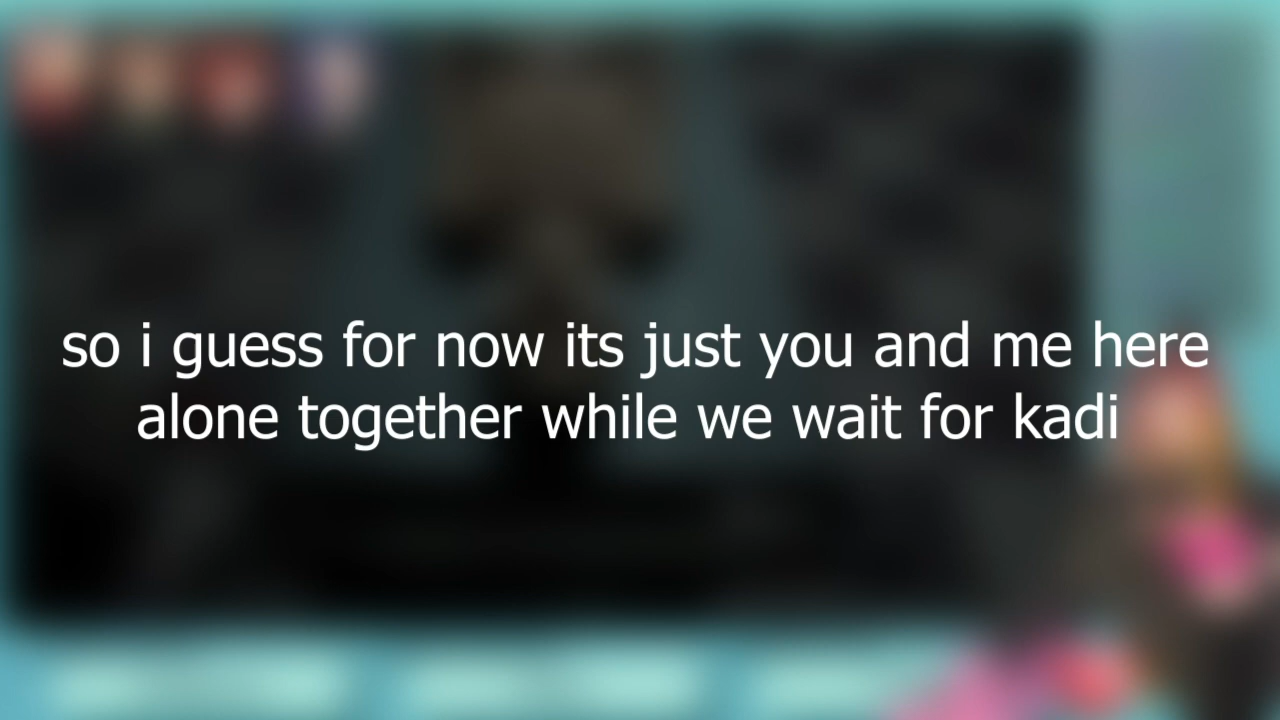 so i guess for now its just you and me here
alone together while we wait for kadi